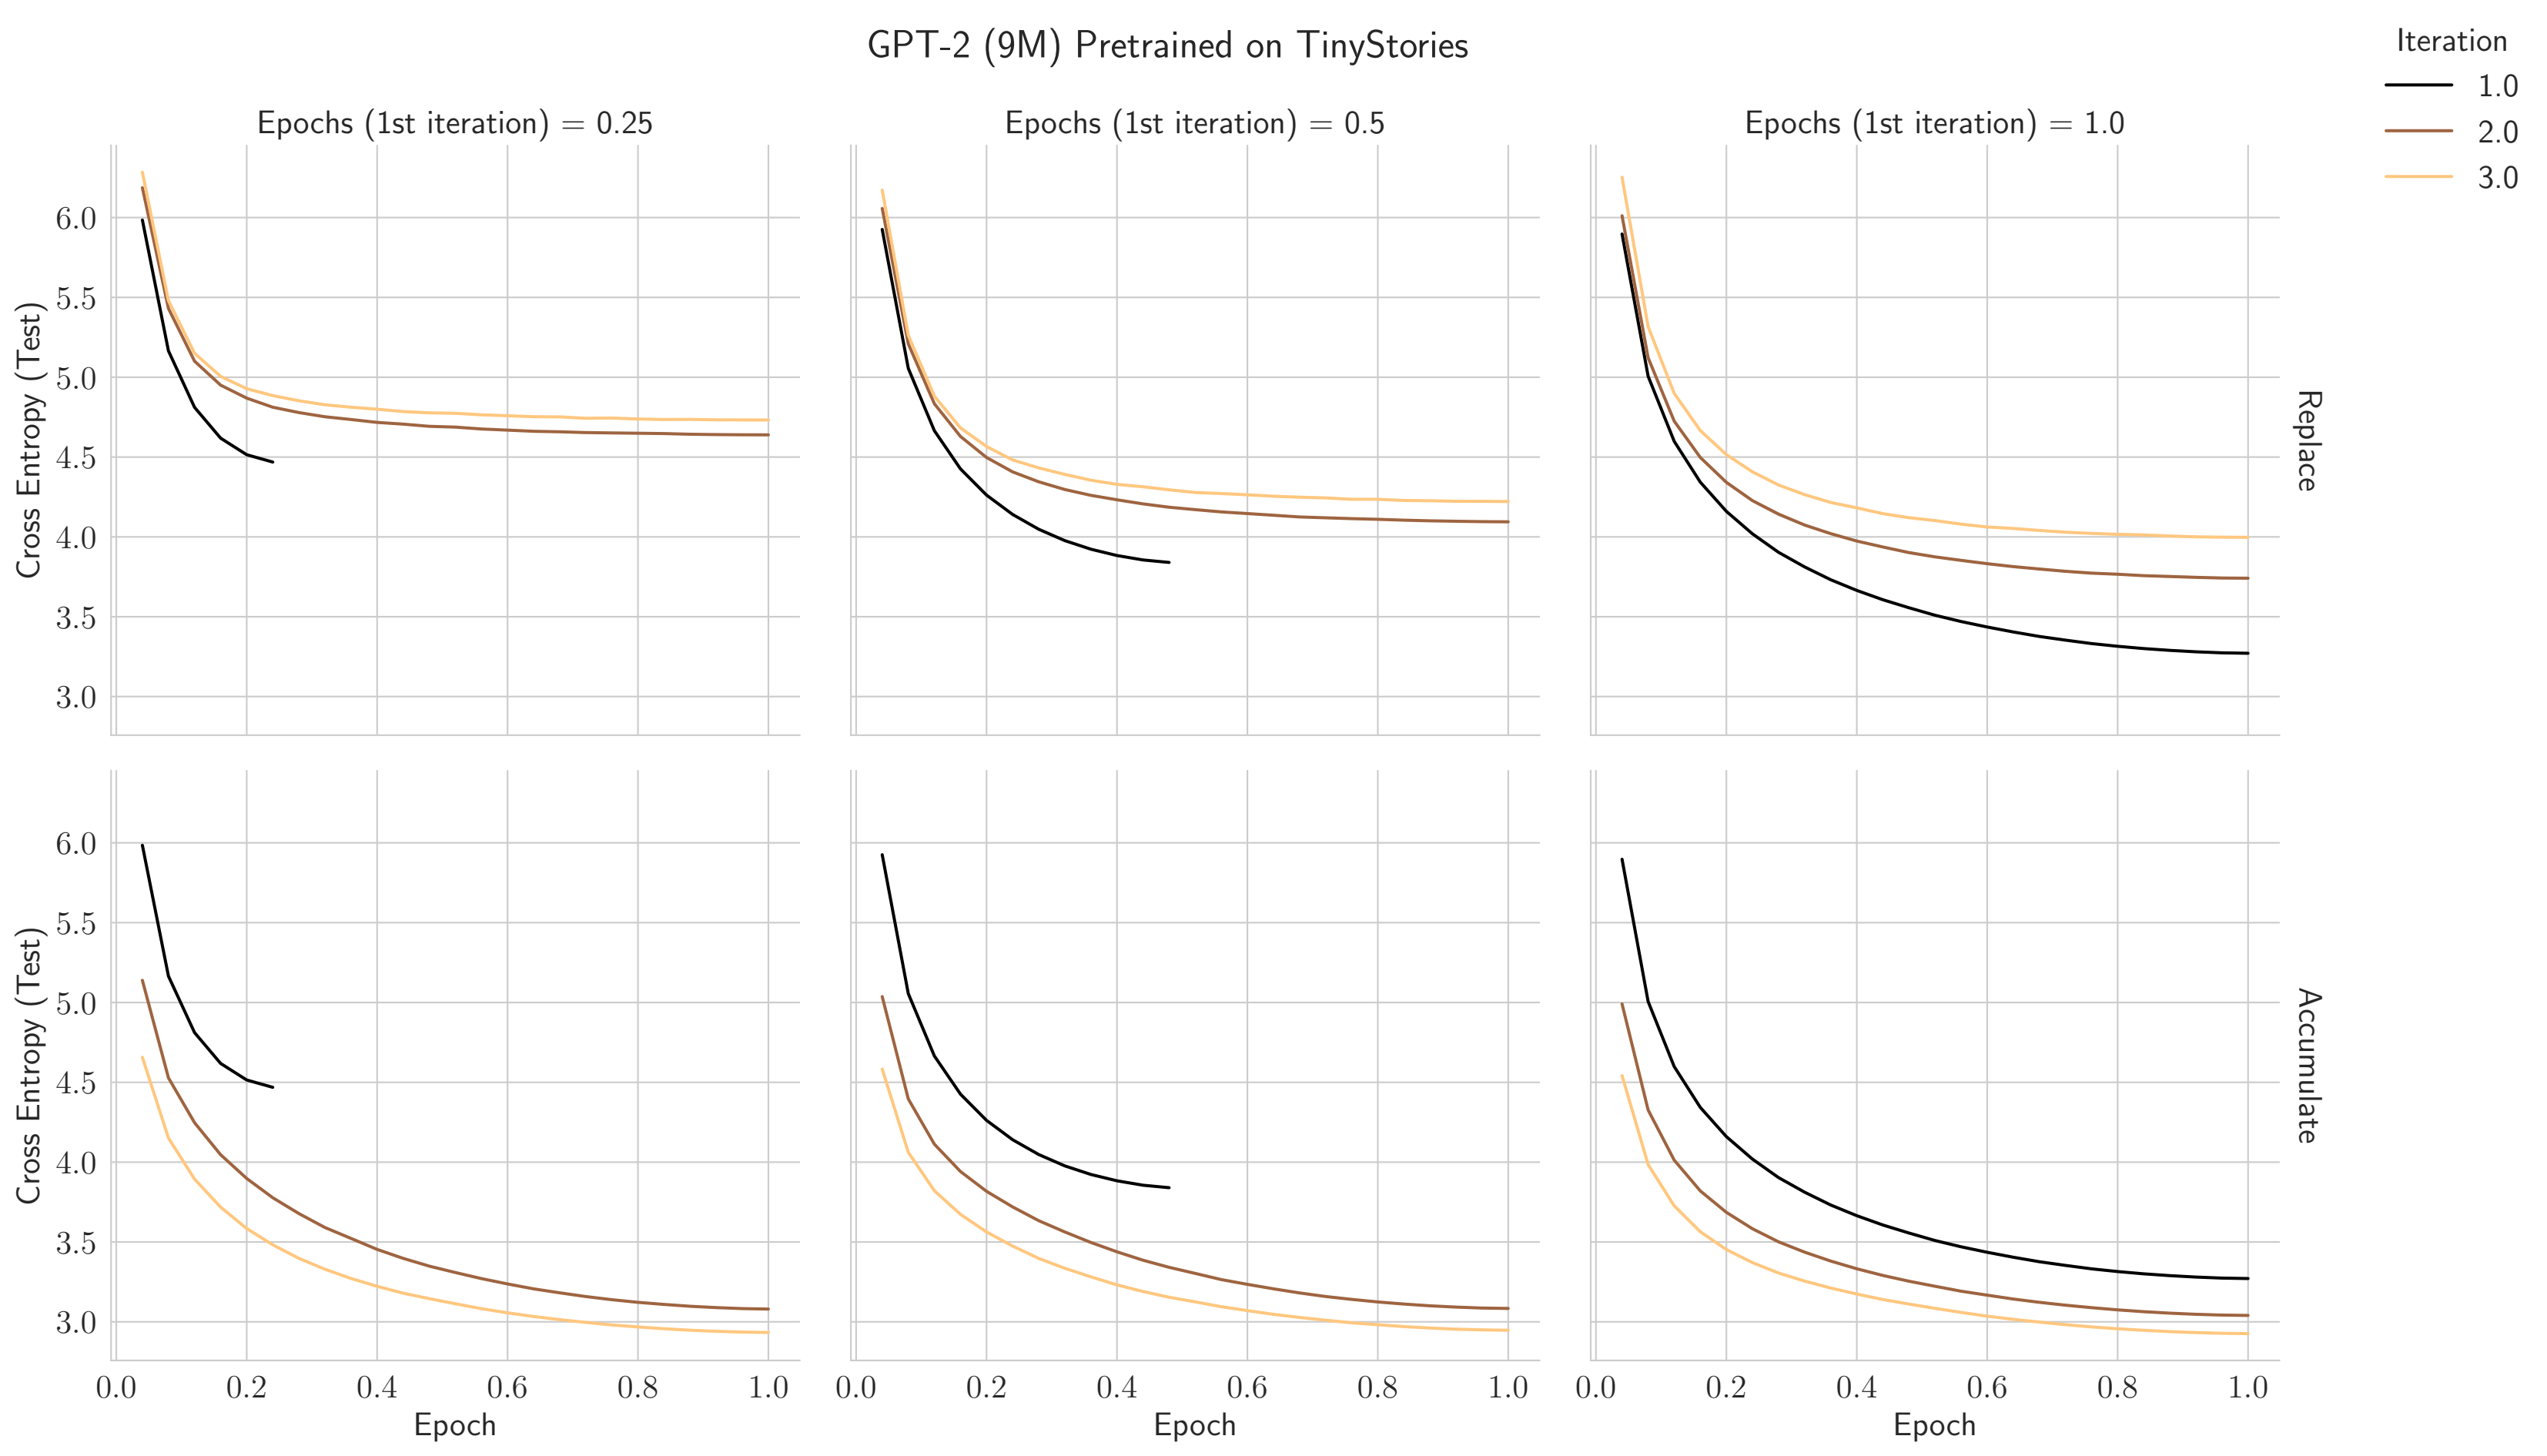 GPT-2 (9M) Pretrained on TinyStories
Iteration
1.0
2.0
3.0
Epochs (1st iteration) = 0.25
Epochs (1st iteration) = 0.5
Epochs (1st iteration) = 1.0
Cross Entropy (Test)
6.0
5.5
5.0
4.5
4.0
3.5
3.0
Replace
Cross Entropy (Test)
6.0
5.5
5.0
4.5
4.0
3.5
3.0
Accumulate
0.0 0.2 0.4 0.6 0.8 1.0
0.0 0.2 0.4 0.6 0.8 1.0
0.0 0.2 0.4 0.6 0.8 1.0
Epoch
Epoch
Epoch